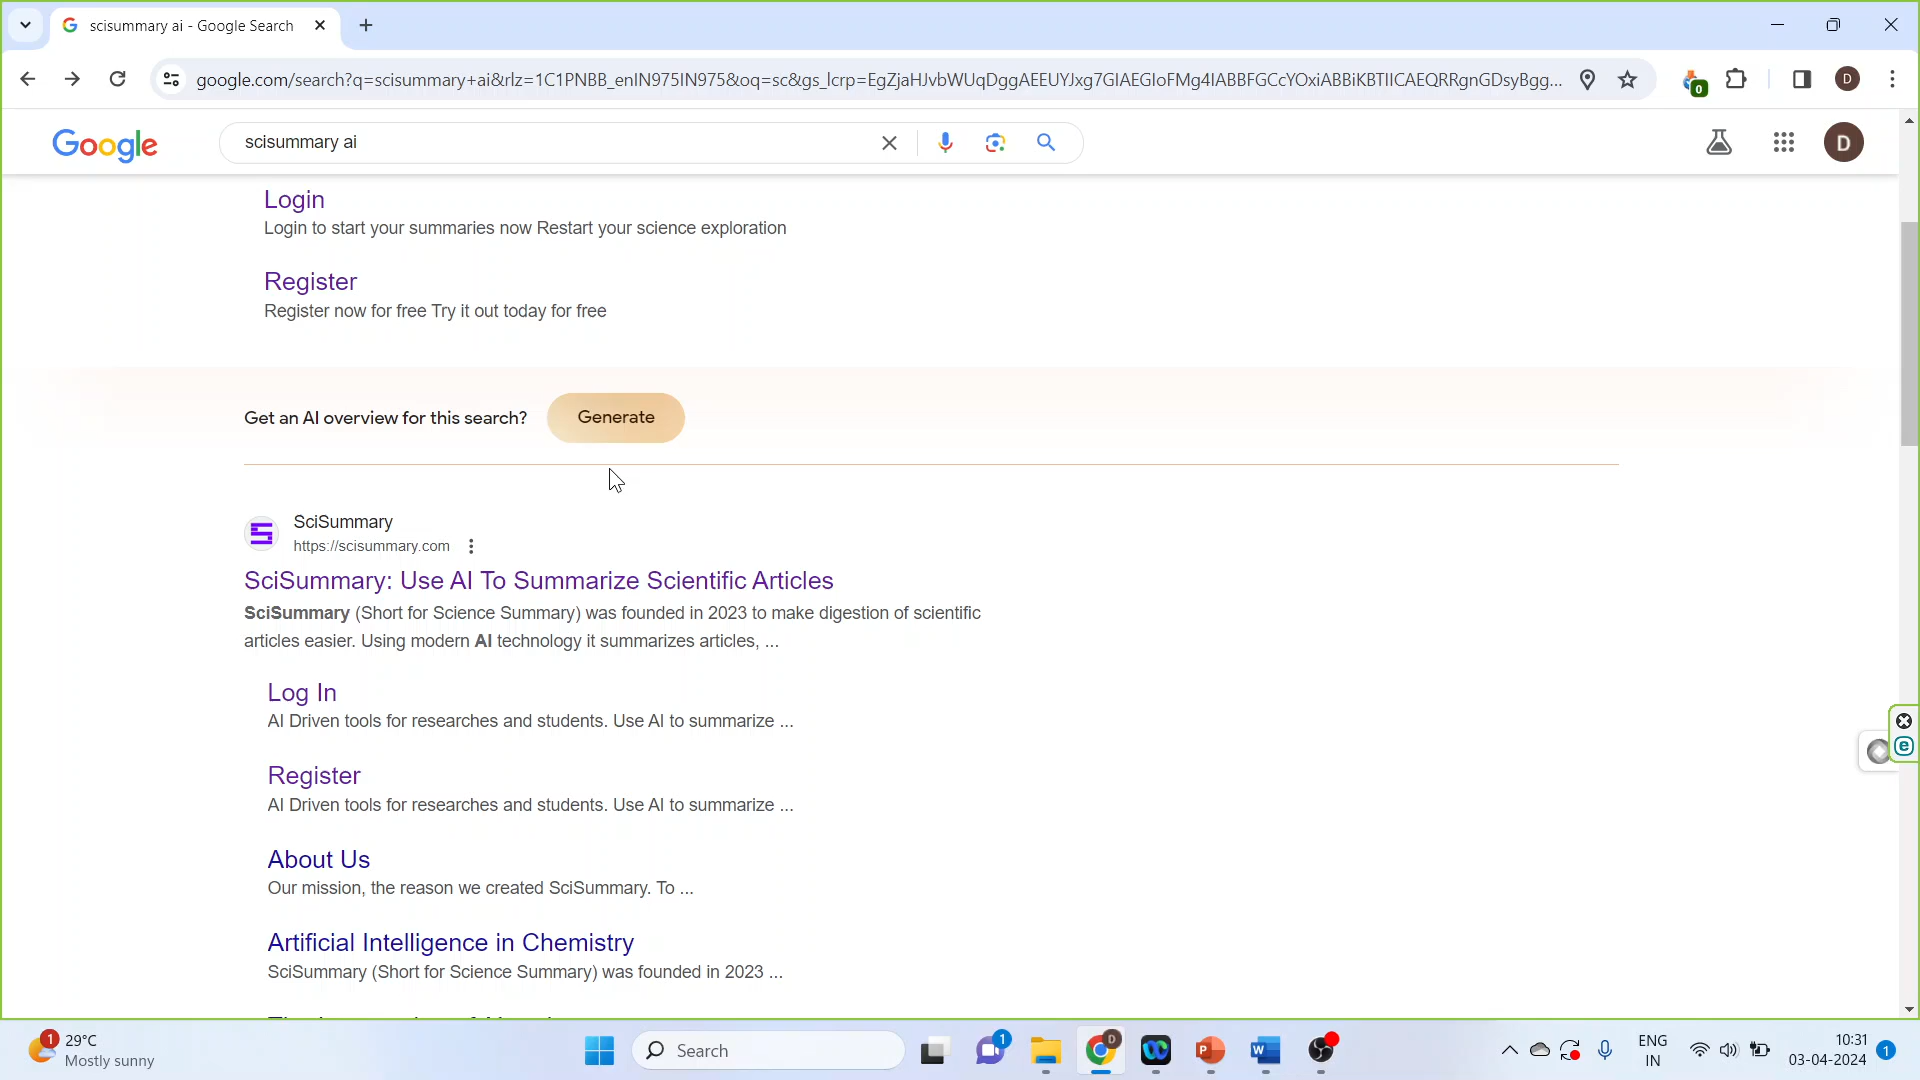 scisummary ai - Google Search
google.com/search?q=scisummary+ai&rlz=1C1PNBB_enIN975IN975&oq=sc&gs_lcrp=EgZjaHJvbWUqDggAEEUYJxg7GIAEGIoFMg4IABBFGCcYOxiABBiKBTIICAEQRRgnGDsyBgg...
0
D
Google
scisummary ai
D
Login
Login to start your summaries now Restart your science exploration
Register
Register now for free Try it out today for free
Get an AI overview for this search?
Generate
SciSummary
https://scisummary.com
SciSummary: Use AI To Summarize Scientific Articles
SciSummary (Short for Science Summary) was founded in 2023 to make digestion of scientific
articles easier. Using modern AI technology it summarizes articles, ...
Log In
AI Driven tools for researches and students. Use AI to summarize ...
Register
AI Driven tools for researches and students. Use AI to summarize ...
About Us
Our mission, the reason we created SciSummary. To ...
Artificial Intelligence in Chemistry
SciSummary (Short for Science Summary) was founded in 2023 ...
1
29°C
Mostly sunny
Search
1
D
P
W
ENG
IN
10:31
03-04-2024
1